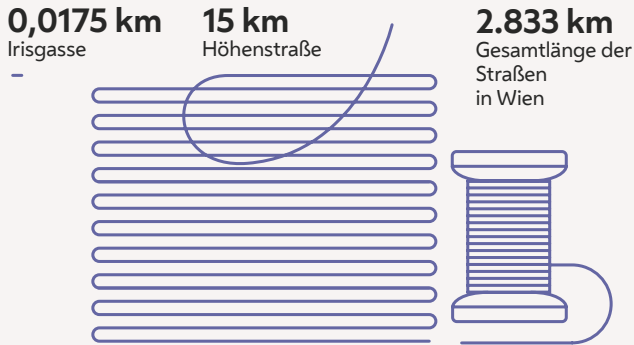 0,0175 km
Irisgasse
15 km
Höhenstraße
2.833 km
Gesamtlänge der
Straßen
in Wien